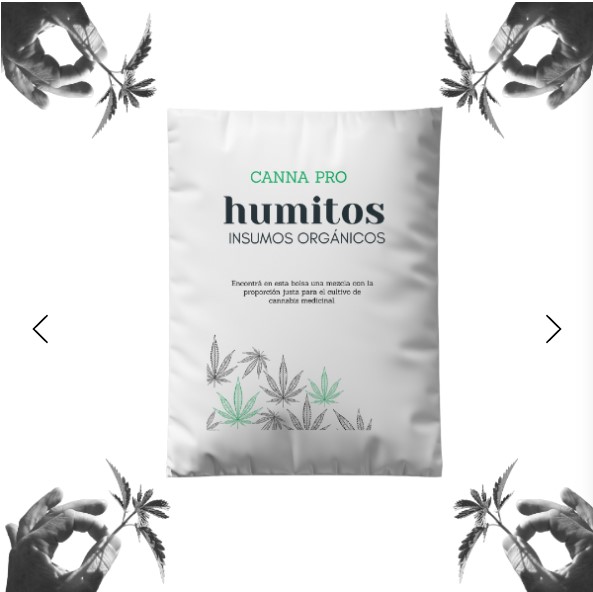 CANNA PRO
humitos
INSUMOS ORGÁNICOS
Encontrá en esta bolsa una mezcla con la
proporción justa para el cultivo de
cannabis medicinal